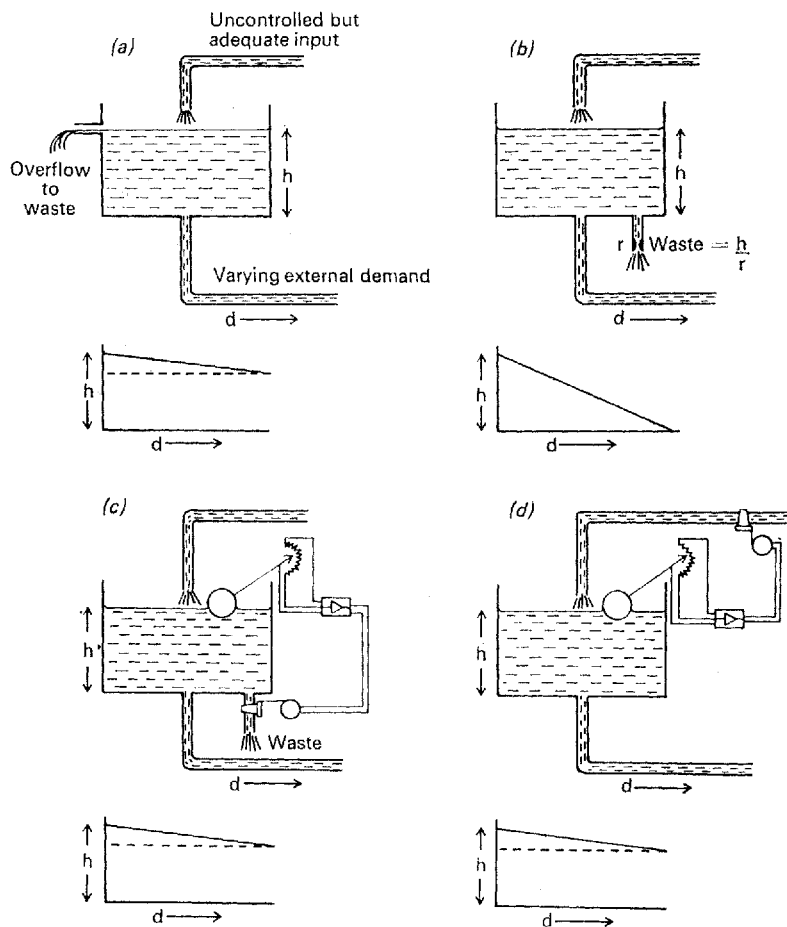 Uncontrolled but
adequate input
(a)
(b)
Overflow
to
waste
h
h
r Waste = h/r
Varying external demand
d
d
h
d
h
d
(c)
(d)
h
h
Waste
d
d
h
d
h
d